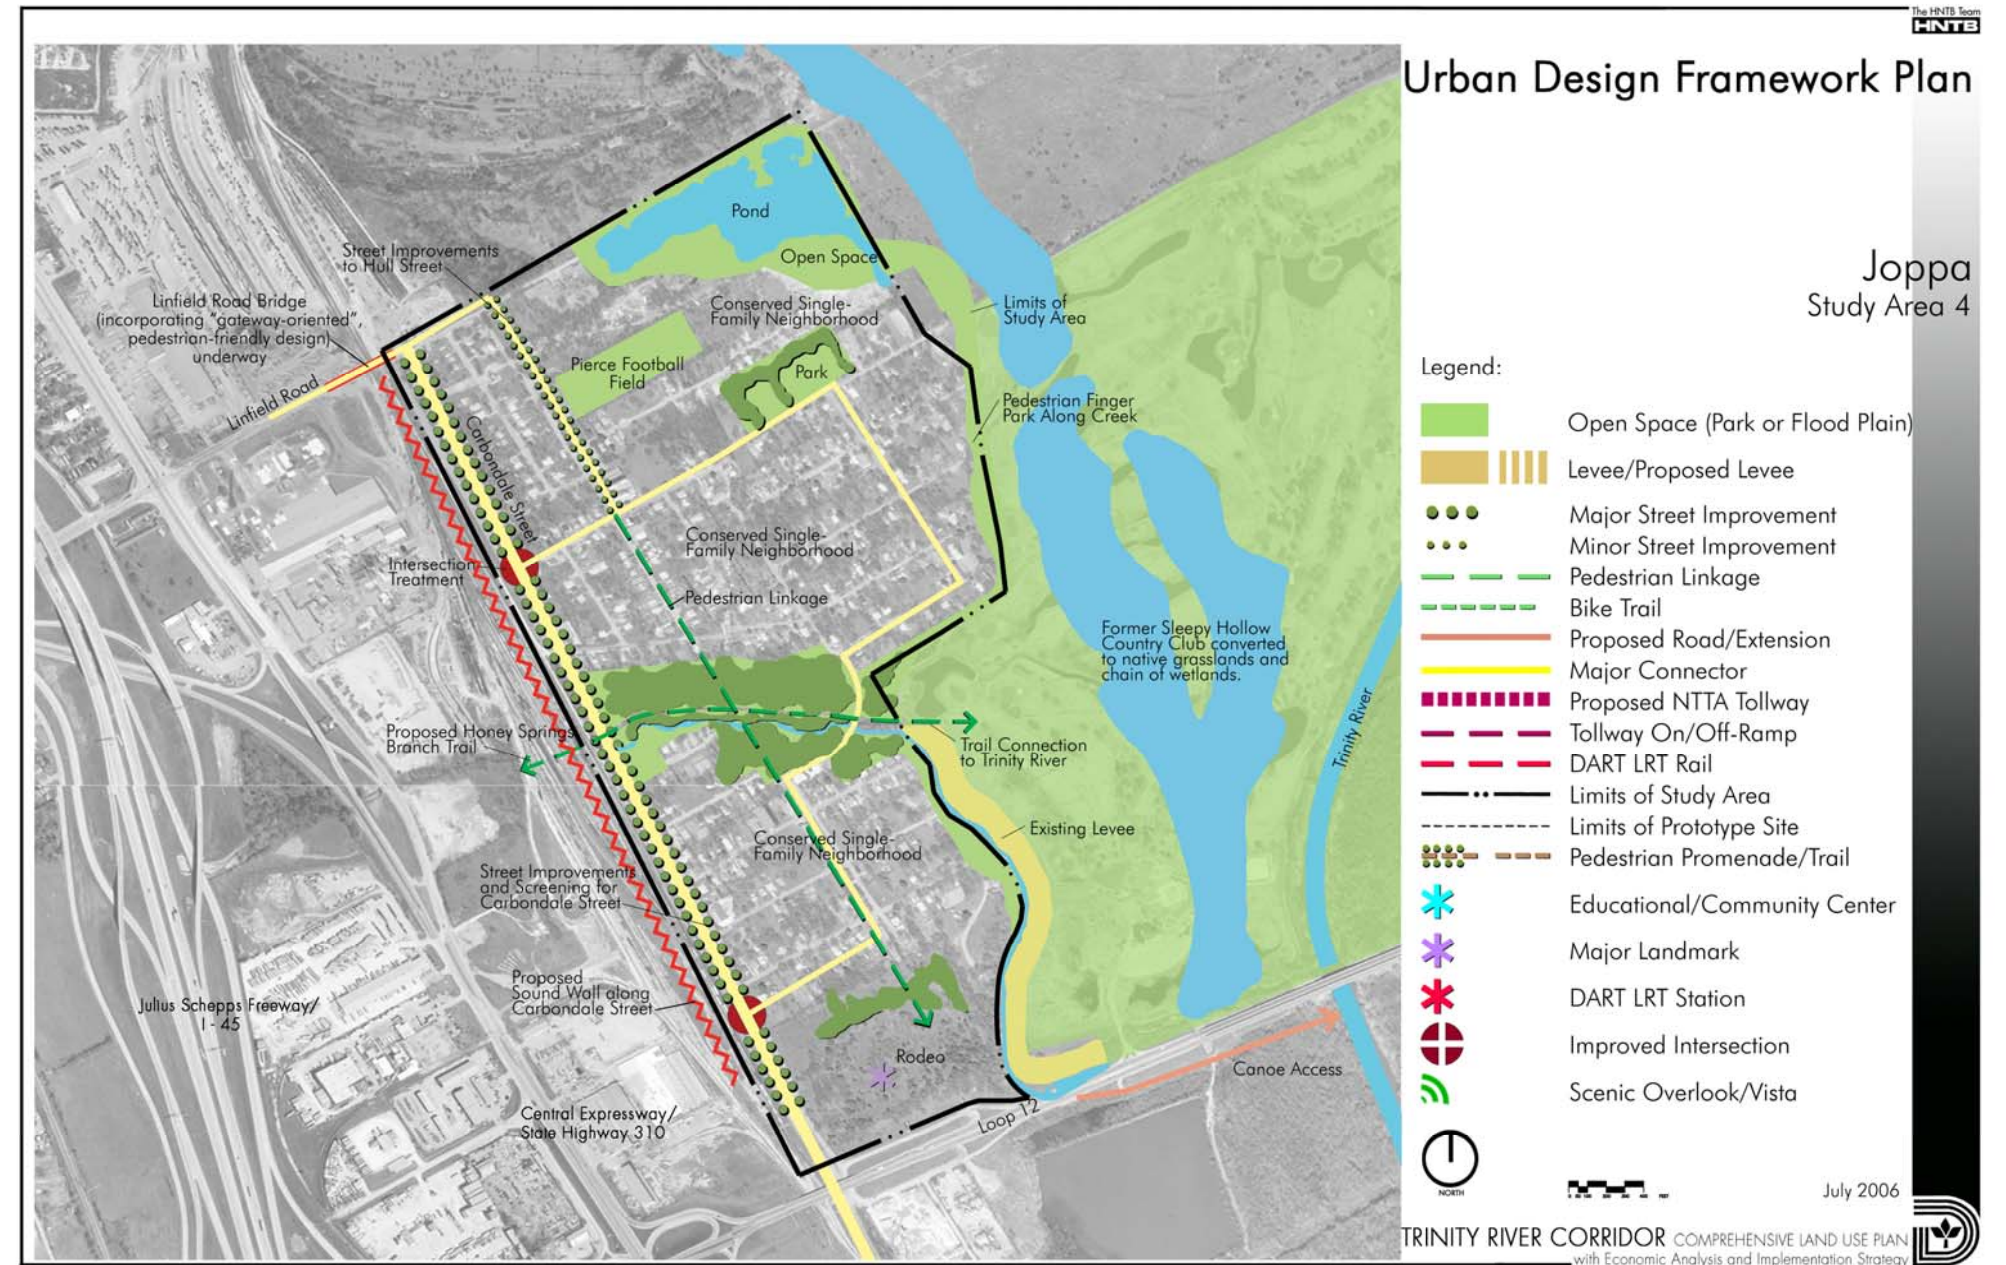 The HNTB Team
HNTB
Urban Design Framework Plan
Joppa
Study Area 4
Pond
Open Space
Street Improvements
to Hull Street
Linfield Road Bridge
(incorporating "gateway-oriented",
pedestrian-friendly design)
underway
Linfield Road
Conserved Single-
Family Neighborhood
Limits of
Study Area
Pierce Football
Field
Park
Pedestrian Finger
Park Along Creek
Carbondale Street
Intersection
Treatment
Conserved Single-
Family Neighborhood
Pedestrian Linkage
Former Sleepy Hollow
Country Club converted
to native grasslands and
chain of wetlands.
Trinity River
Proposed Honey Springs
Branch Trail
Trail Connection
to Trinity River
Existing Levee
Conserved Single-
Family Neighborhood
Street Improvements
and Screening for
Carbondale Street
Proposed
Sound Wall along
Carbondale Street
Julius Schepps Freeway/
I - 45
Rodeo
Canoe Access
Loop 12
Central Expressway/
State Highway 310
Legend:
Open Space (Park or Flood Plain)
Levee/Proposed Levee
Major Street Improvement
Minor Street Improvement
Pedestrian Linkage
Bike Trail
Proposed Road/Extension
Major Connector
Proposed NTTA Tollway
Tollway On/Off-Ramp
DART LRT Rail
Limits of Study Area
Limits of Prototype Site
Pedestrian Promenade/Trail
Educational/Community Center
Major Landmark
DART LRT Station
Improved Intersection
Scenic Overlook/Vista
NORTH
FEET
July 2006
TRINITY RIVER CORRIDOR COMPREHENSIVE LAND USE PLAN
with Economic Analysis and Implementation Strategy